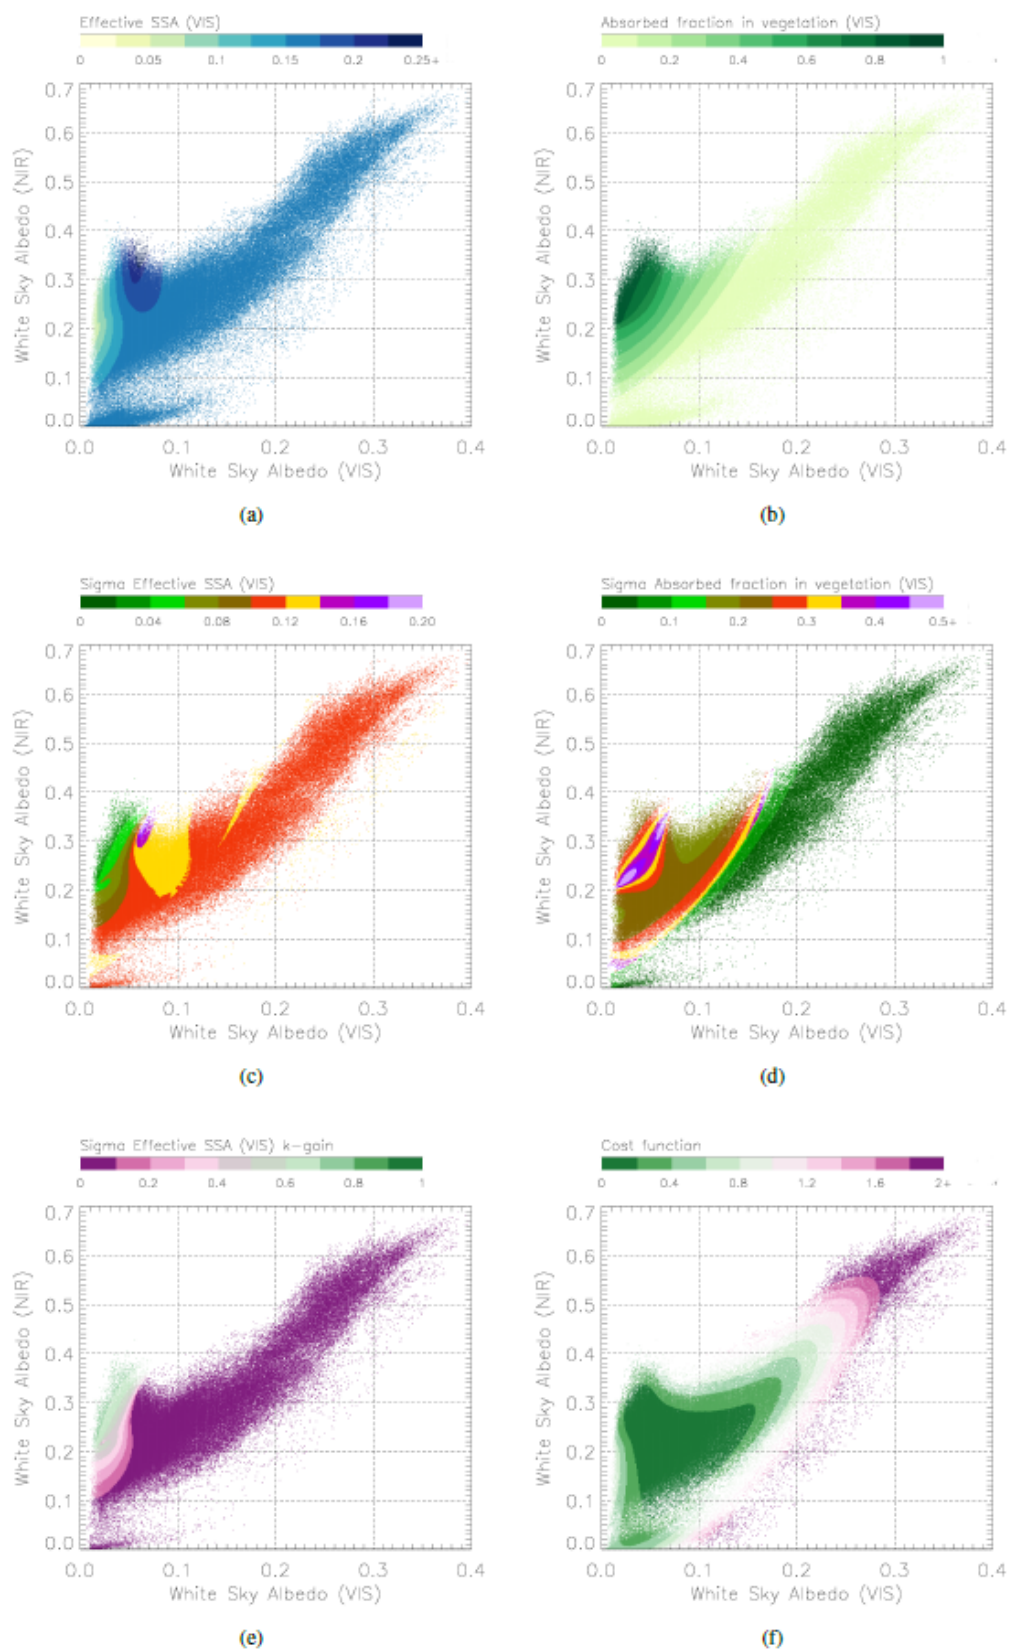 Effective SSA (VIS)
0 0.05 0.1 0.15 0.2 0.25+
0.7
0.6
0.5
0.4
0.3
0.2
0.1
0.0
White Sky Albedo (NIR)
0.0 0.1 0.2 0.3 0.4
White Sky Albedo (VIS)
(a)
Absorbed fraction in vegetation (VIS)
0 0.2 0.4 0.6 0.8 1
0.7
0.6
0.5
0.4
0.3
0.2
0.1
0.0
White Sky Albedo (NIR)
0.0 0.1 0.2 0.3 0.4
White Sky Albedo (VIS)
(b)
Sigma Effective SSA (VIS)
0 0.04 0.08 0.12 0.16 0.20
0.7
0.6
0.5
0.4
0.3
0.2
0.1
0.0
White Sky Albedo (NIR)
0.0 0.1 0.2 0.3 0.4
White Sky Albedo (VIS)
(c)
Sigma Absorbed fraction in vegetation (VIS)
0 0.1 0.2 0.3 0.4 0.5+
0.7
0.6
0.5
0.4
0.3
0.2
0.1
0.0
White Sky Albedo (NIR)
0.0 0.1 0.2 0.3 0.4
White Sky Albedo (VIS)
(d)
Sigma Effective SSA (VIS) k-gain
0 0.2 0.4 0.6 0.8 1
0.7
0.6
0.5
0.4
0.3
0.2
0.1
0.0
White Sky Albedo (NIR)
0.0 0.1 0.2 0.3 0.4
White Sky Albedo (VIS)
(e)
Cost function
0 0.4 0.8 1.2 1.6 2+
0.7
0.6
0.5
0.4
0.3
0.2
0.1
0.0
White Sky Albedo (NIR)
0.0 0.1 0.2 0.3 0.4
White Sky Albedo (VIS)
(f)